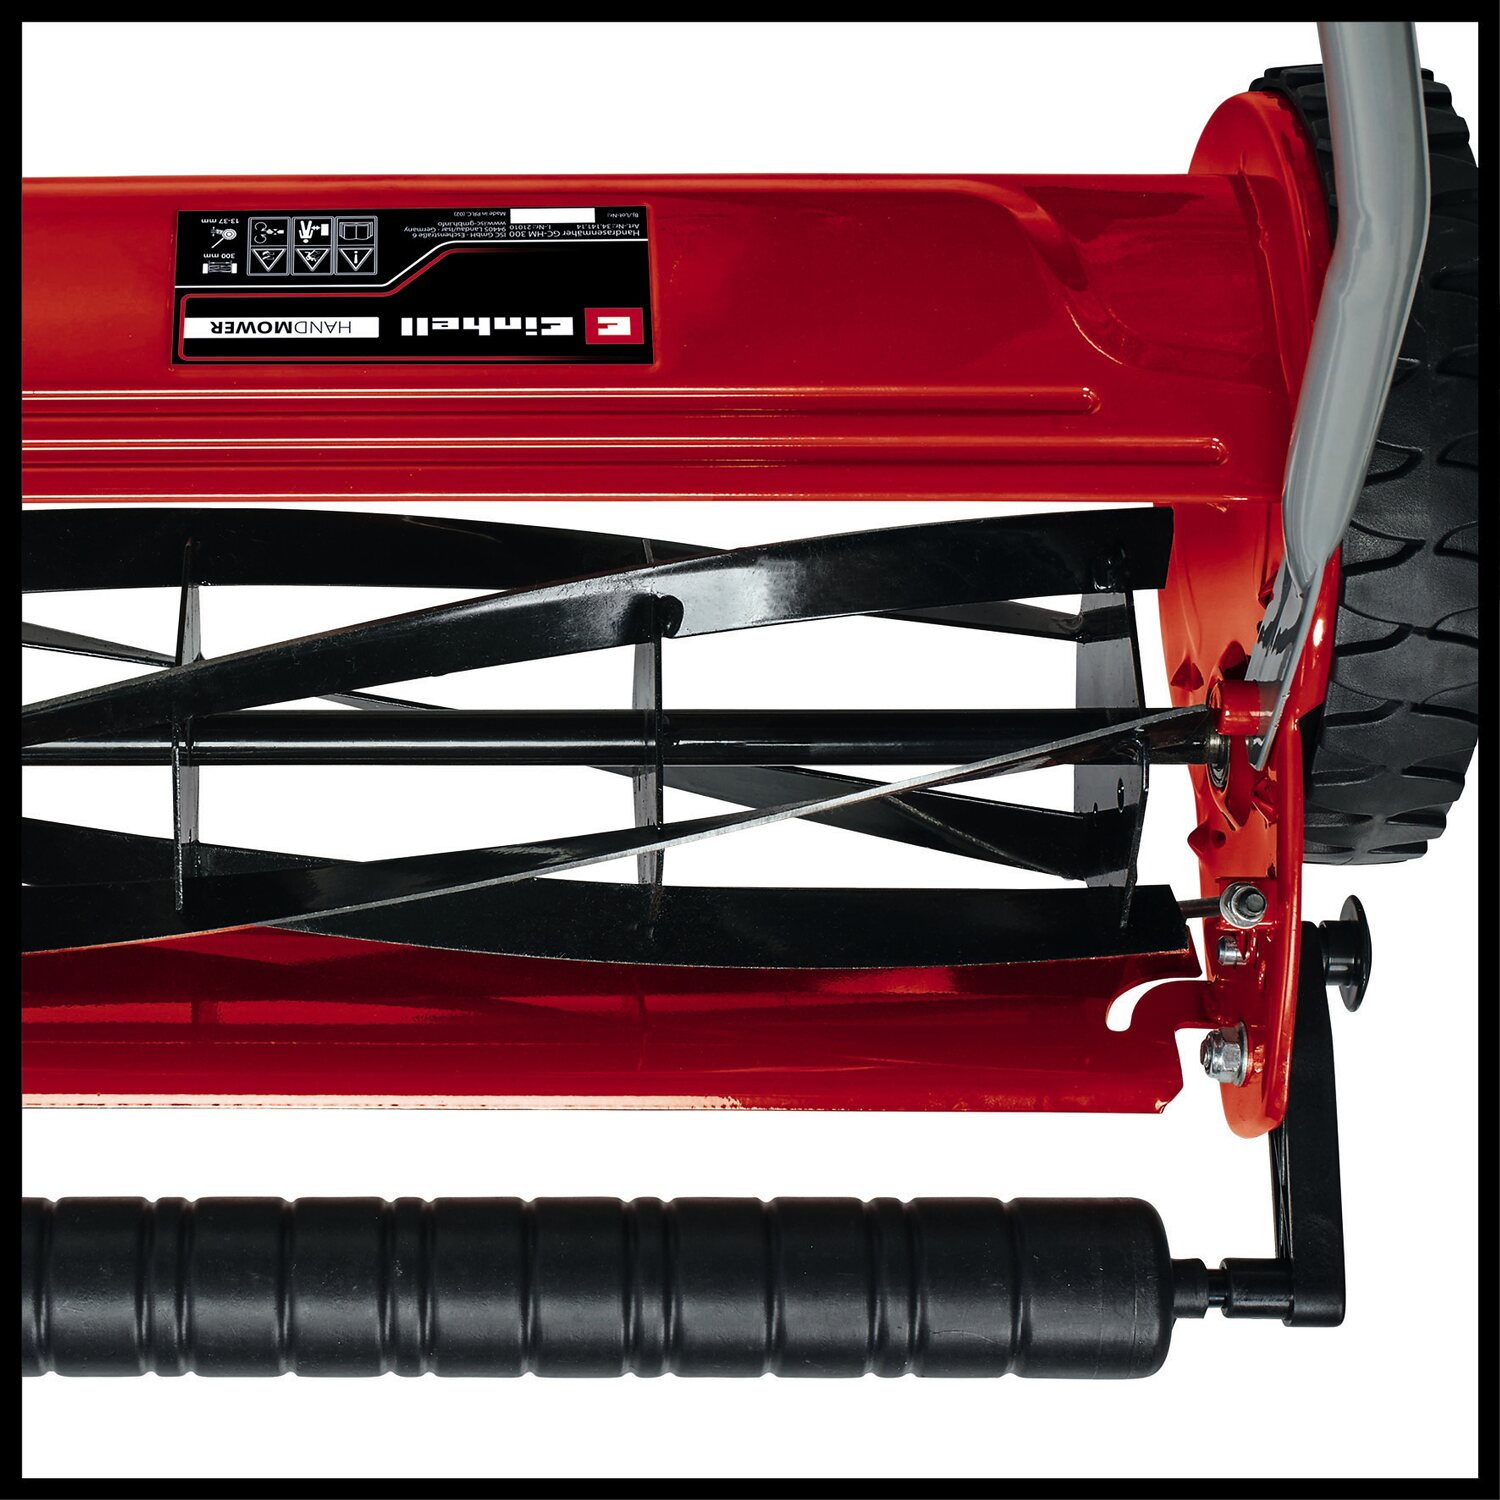 Einhell HANDMOWER
Handrasenmäher GC-HM 300
Art.-Nr.: 34.141.14
I.-Nr.: 21010
Bj./Lot-Nr.:
ISC GmbH · Eschenstraße 6
94405 Landau/Isar · Germany
www.isc-gmbh.info
Made in P.R.C. (02)
300 mm
13-37 mm